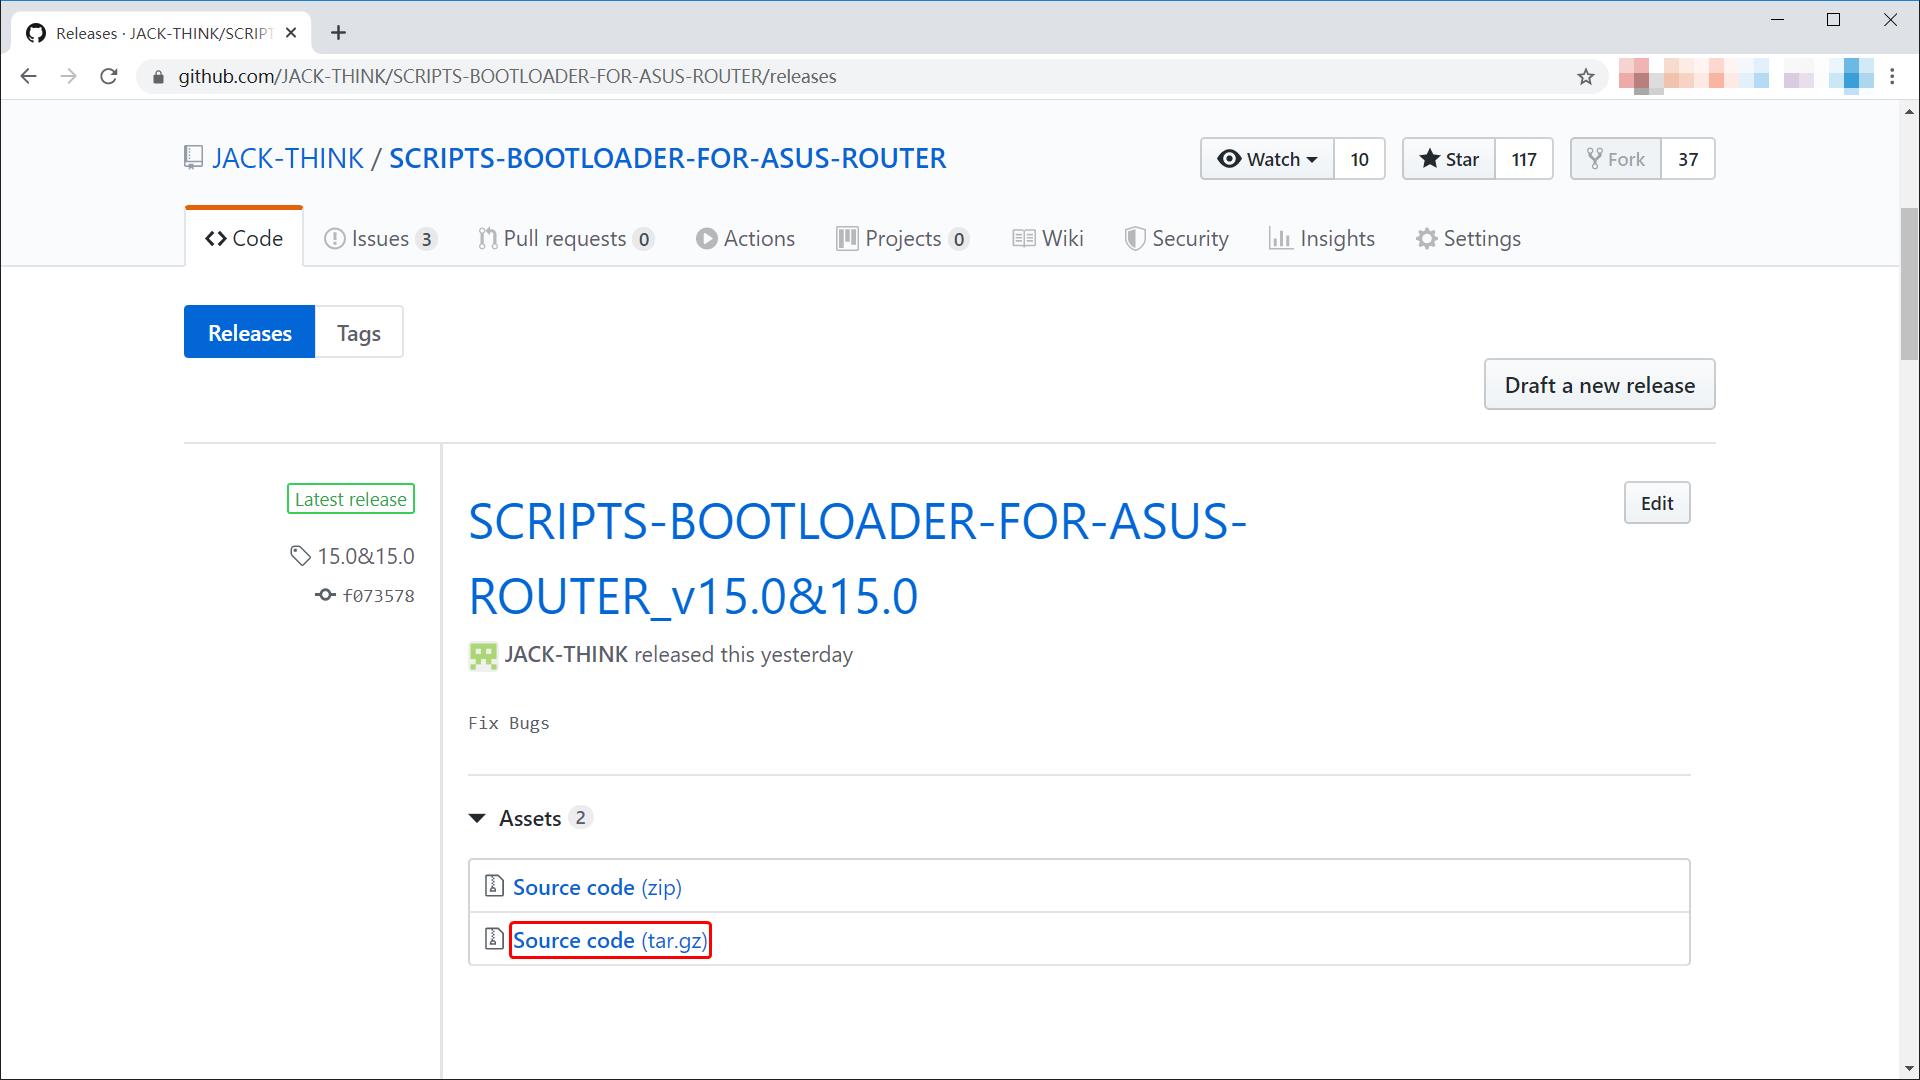 Releases · JACK-THINK/SCRIPT
github.com/JACK-THINK/SCRIPTS-BOOTLOADER-FOR-ASUS-ROUTER/releases
JACK-THINK / SCRIPTS-BOOTLOADER-FOR-ASUS-ROUTER
Watch 10 Star 117 Fork 37
Code Issues 3 Pull requests 0 Actions Projects 0 Wiki Security Insights Settings
Releases Tags
Draft a new release
Latest release
15.0&15.0
f073578
SCRIPTS-BOOTLOADER-FOR-ASUS-
ROUTER_v15.0&15.0
Edit
JACK-THINK released this yesterday
Fix Bugs
Assets 2
Source code (zip)
Source code (tar.gz)